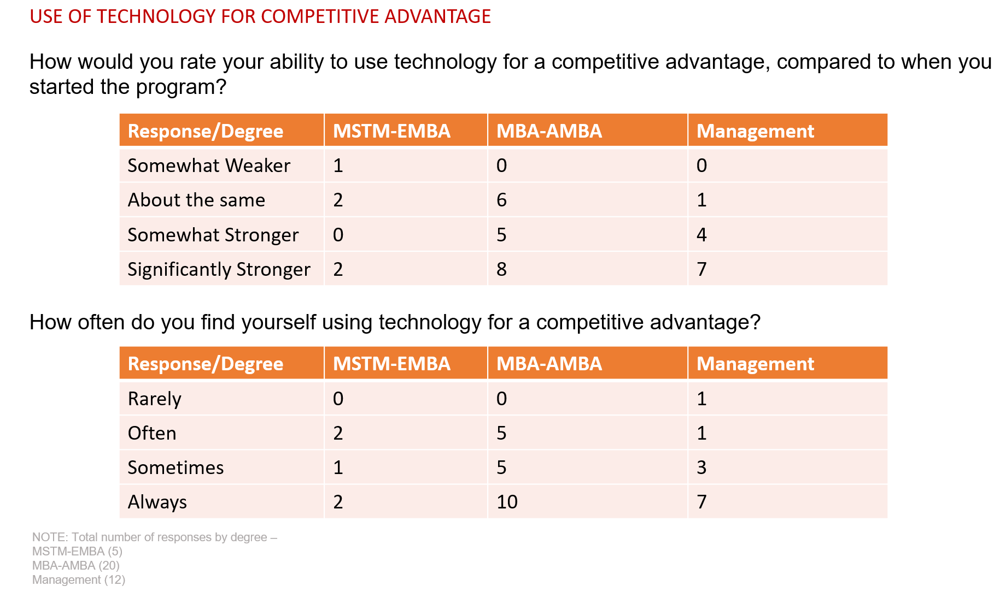 USE OF TECHNOLOGY FOR COMPETITIVE ADVANTAGE
How would you rate your ability to use technology for a competitive advantage, compared to when you
started the program?
Response/Degree MSTM-EMBA MBA-AMBA Management
Somewhat Weaker 1 0 0
About the same 2 6 1
Somewhat Stronger 0 5 4
Significantly Stronger 2 8 7
How often do you find yourself using technology for a competitive advantage?
Response/Degree MSTM-EMBA MBA-AMBA Management
Rarely 0 0 1
Often 2 5 1
Sometimes 1 5 3
Always 2 10 7
NOTE: Total number of responses by degree –
MSTM-EMBA (5)
MBA-AMBA (20)
Management (12)